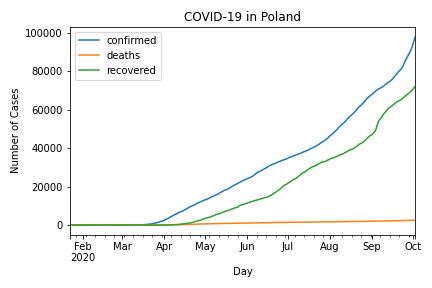 COVID-19 in Poland
confirmed
deaths
recovered
Number of Cases
100000
80000
60000
40000
20000
0
Feb Mar Apr May Jun Jul Aug Sep Oct
2020
Day